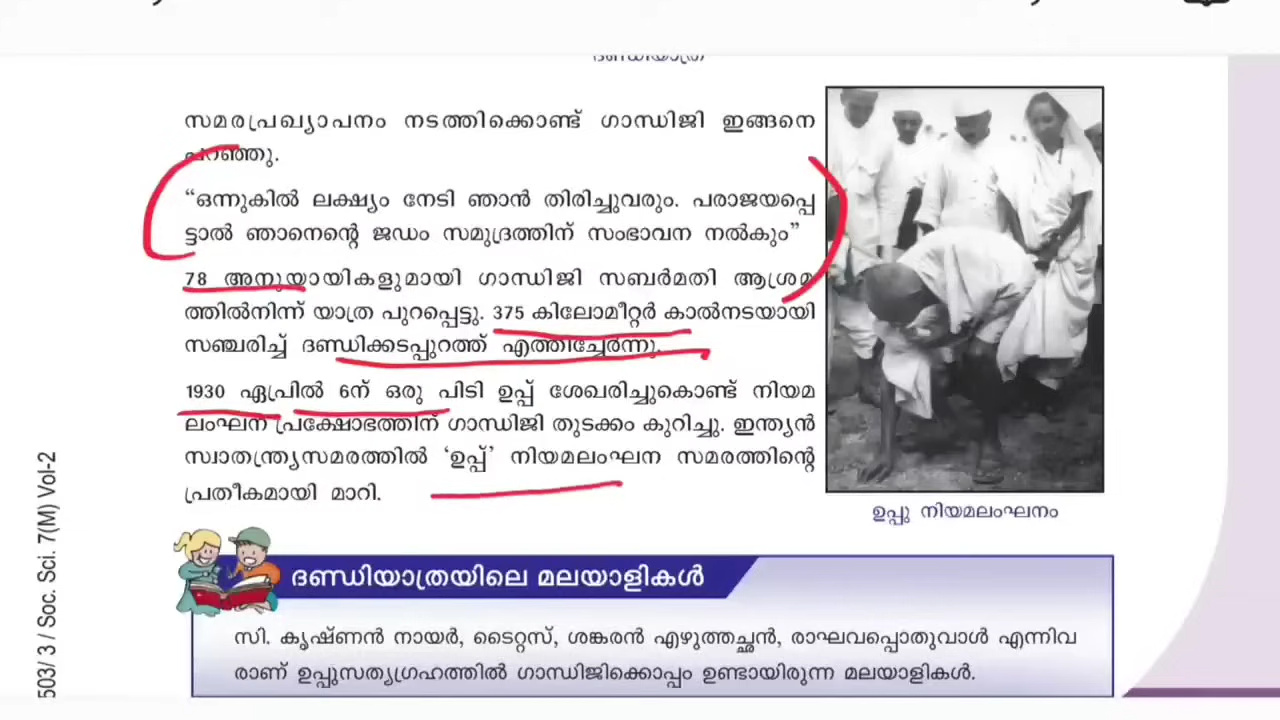 ദണ്ഡിയാത്ര
സമരപ്രഖ്യാപനം നടത്തിക്കൊണ്ട് ഗാന്ധിജി ഇങ്ങനെ
പറഞ്ഞു.
“ഒന്നുകിൽ ലക്ഷ്യം നേടി ഞാൻ തിരിച്ചുവരും. പരാജയപ്പെ
ട്ടാൽ ഞാനെന്റെ ജഡം സമുദ്രത്തിന് സംഭാവന നൽകും”
78 അനുയായികളുമായി ഗാന്ധിജി സബർമതി ആശ്രമ
ത്തിൽനിന്ന് യാത്ര പുറപ്പെട്ടു. 375 കിലോമീറ്റർ കാൽനടയായി
സഞ്ചരിച്ച് ദണ്ഡിക്കടപ്പുറത്ത് എത്തിച്ചേർന്നു.
1930 ഏപ്രിൽ 6ന് ഒരു പിടി ഉപ്പ് ശേഖരിച്ചുകൊണ്ട് നിയമ
ലംഘന പ്രക്ഷോഭത്തിന് ഗാന്ധിജി തുടക്കം കുറിച്ചു. ഇന്ത്യൻ
സ്വാതന്ത്ര്യസമരത്തിൽ ‘ഉപ്പ്’ നിയമലംഘന സമരത്തിന്റെ
പ്രതീകമായി മാറി.
ഉപ്പു നിയമലംഘനം
ദണ്ഡിയാത്രയിലെ മലയാളികൾ
സി. കൃഷ്ണൻ നായർ, ടൈറ്റസ്, ശങ്കരൻ എഴുത്തച്ഛൻ, രാഘവപ്പൊതുവാൾ എന്നിവ
രാണ് ഉപ്പുസത്യഗ്രഹത്തിൽ ഗാന്ധിജിക്കൊപ്പം ഉണ്ടായിരുന്ന മലയാളികൾ.
503/ 3 / Soc. Sci. 7(M) Vol-2